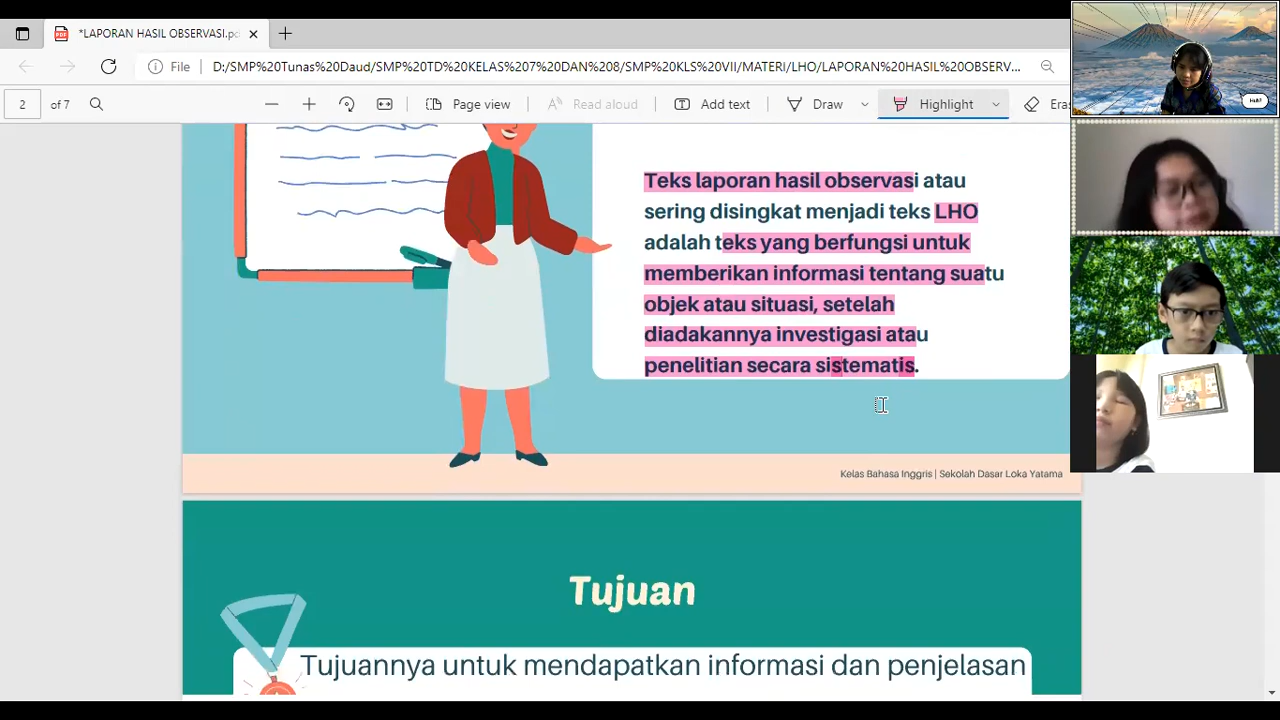 *LAPORAN HASIL OBSERVASI.pd
File
D:/SMP%20Tunas%20Daud/SMP%20TD%20KELAS%207%20DAN%208/SMP%20KLS%20VII/MATERI/LHO/LAPORAN%20HASIL%20OBSERV...
2 of 7
Page view
Read aloud
Add text
Draw
Highlight
Eras
Teks laporan hasil observasi atau
sering disingkat menjadi teks LHO
adalah teks yang berfungsi untuk
memberikan informasi tentang suatu
objek atau situasi, setelah
diadakannya investigasi atau
penelitian secara sistematis.
Kelas Bahasa Inggris | Sekolah Dasar Loka Yatama
Tujuan
Tujuannya untuk mendapatkan informasi dan penjelasan